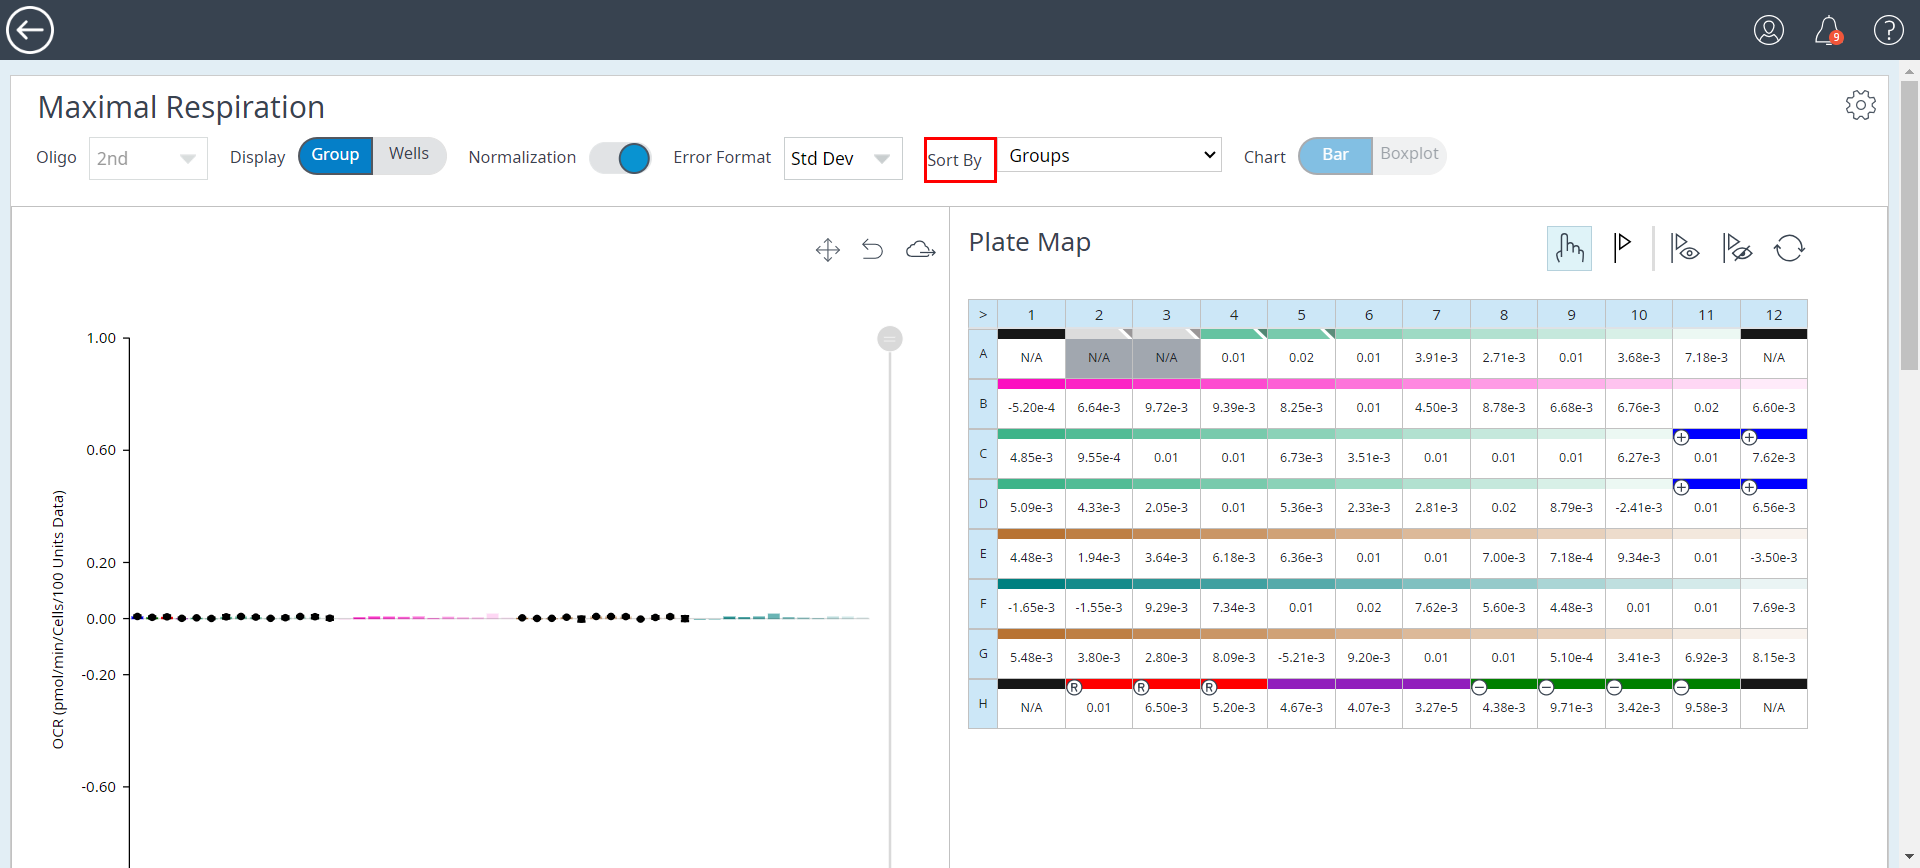 9
?
Maximal Respiration
Oligo 2nd Display Group Wells Normalization Error Format Std Dev Sort By Groups Chart Bar Boxplot
Plate Map
1.00
0.60
0.20
0.00
-0.20
-0.60
OCR (pmol/min/Cells/100 Units Data)
> 1 2 3 4 5 6 7 8 9 10 11 12
A N/A N/A N/A 0.01 0.02 0.01 3.91e-3 2.71e-3 0.01 3.68e-3 7.18e-3 N/A
B -5.20e-4 6.64e-3 9.72e-3 9.39e-3 8.25e-3 0.01 4.50e-3 8.78e-3 6.68e-3 6.76e-3 0.02 6.60e-3
C 4.85e-3 9.55e-4 0.01 0.01 6.73e-3 3.51e-3 0.01 0.01 0.01 6.27e-3 0.01 7.62e-3
D 5.09e-3 4.33e-3 2.05e-3 0.01 5.36e-3 2.33e-3 2.81e-3 0.02 8.79e-3 -2.41e-3 0.01 6.56e-3
E 4.48e-3 1.94e-3 3.64e-3 6.18e-3 6.36e-3 0.01 0.01 7.00e-3 7.18e-4 9.34e-3 0.01 -3.50e-3
F -1.65e-3 -1.55e-3 9.29e-3 7.34e-3 0.01 0.02 7.62e-3 5.60e-3 4.48e-3 0.01 0.01 7.69e-3
G 5.48e-3 3.80e-3 2.80e-3 8.09e-3 -5.21e-3 9.20e-3 0.01 0.01 5.10e-4 3.41e-3 6.92e-3 8.15e-3
R R R
H N/A 0.01 6.50e-3 5.20e-3 4.67e-3 4.07e-3 3.27e-5 4.38e-3 9.71e-3 3.42e-3 9.58e-3 N/A